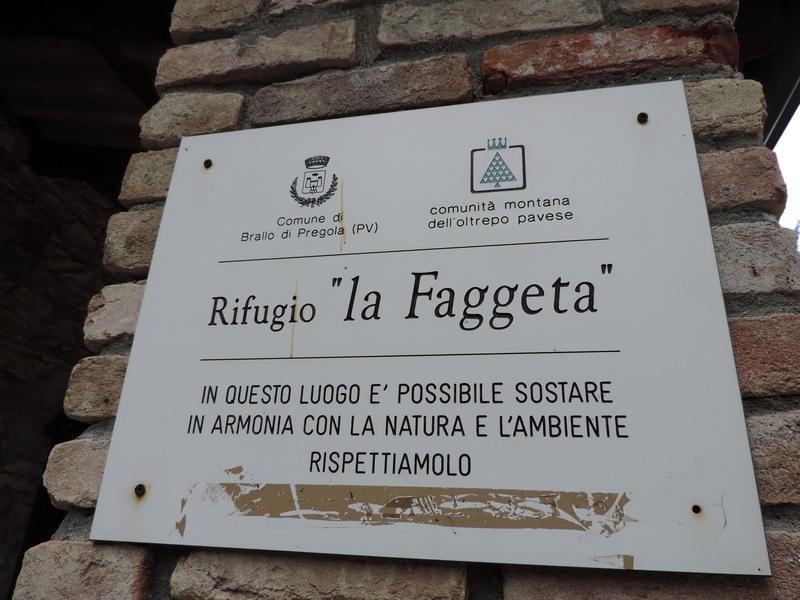 Comune di
Brallo di Pregola (PV)
comunità montana
dell'oltrepo pavese
Rifugio "la Faggeta"
IN QUESTO LUOGO E' POSSIBILE SOSTARE
IN ARMONIA CON LA NATURA E L'AMBIENTE
RISPETTIAMOLO